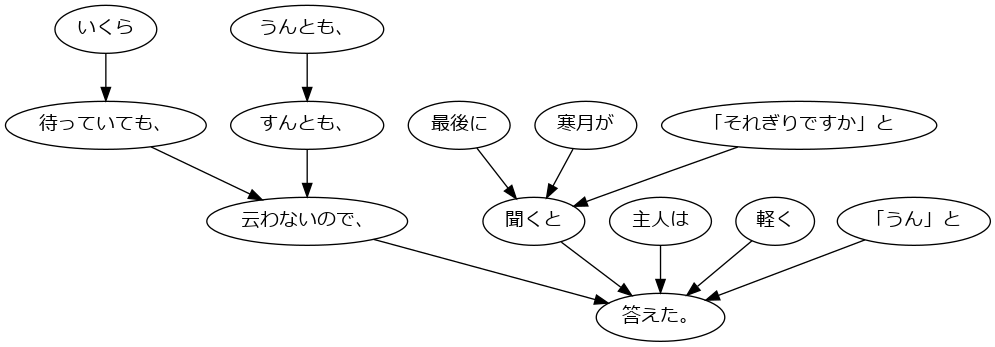 いくら
うんとも、
待っていても、
すんとも、
最後に
寒月が
「それぎりですか」と
云わないので、
聞くと
主人は
軽く
「うん」と
答えた。